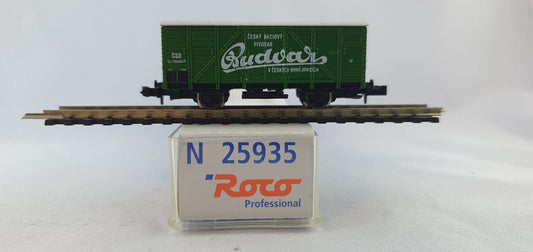 ČESKÝ AKCIOVÝ
PIVOVAR
Budvar
V ČESKÝCH BUDĚJOVICÍCH
ČSD
N 25935
Roco
Professional